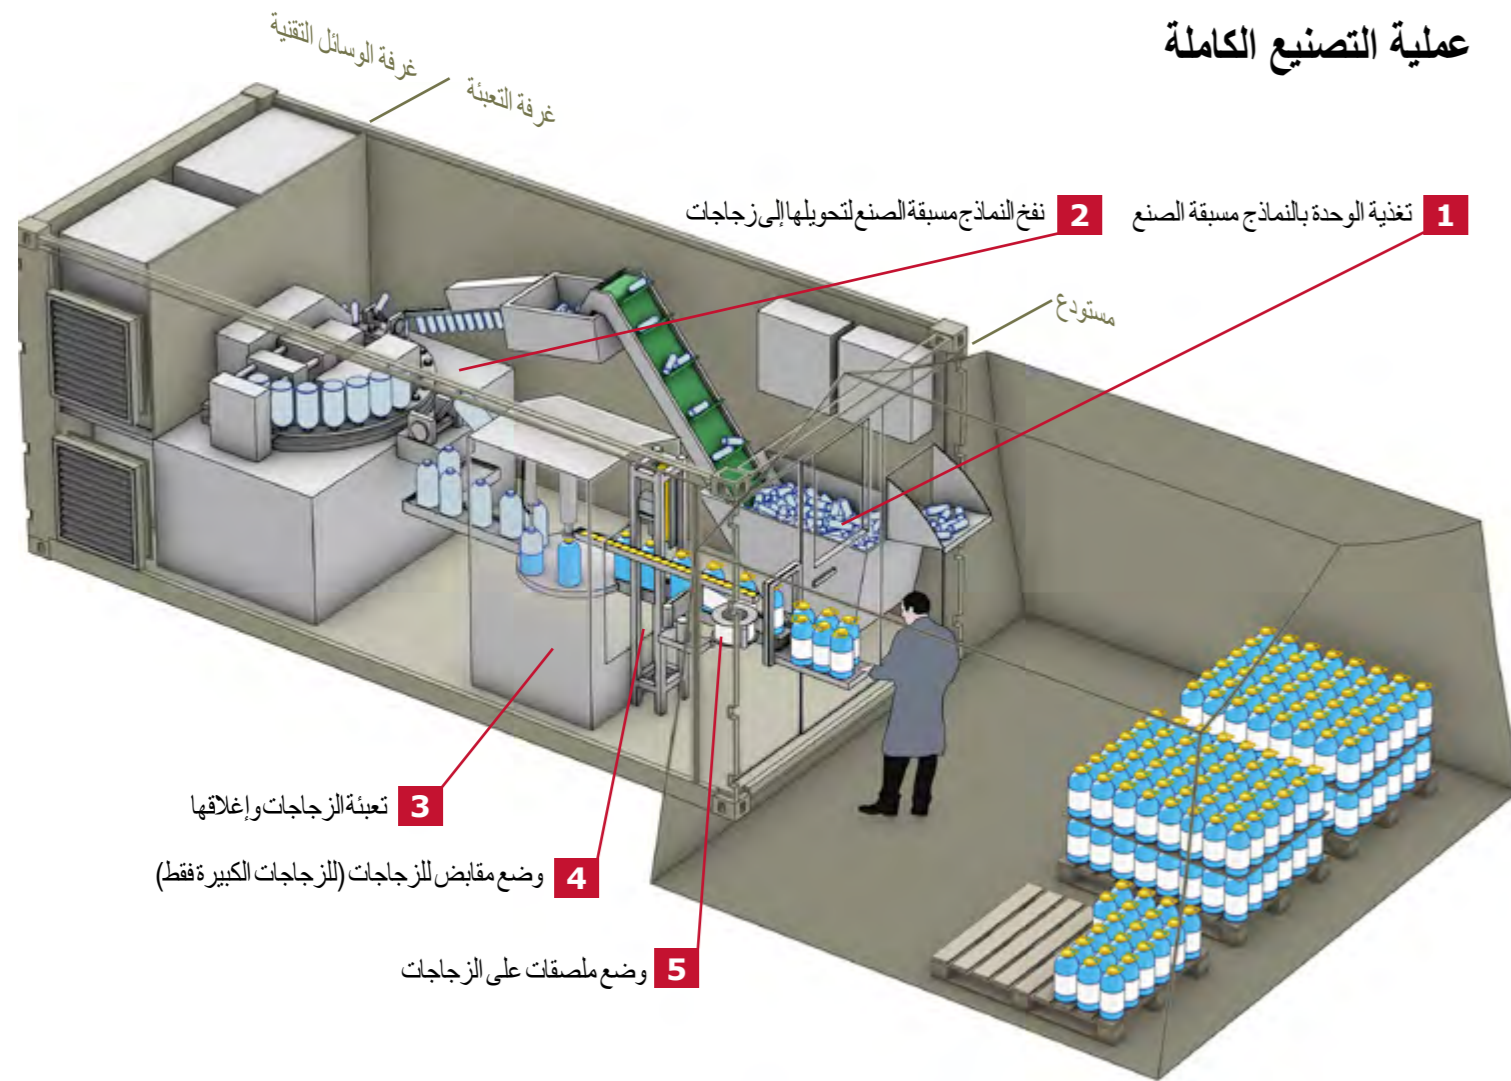 عملية التصنيع الكاملة
غرفة الوسائل التقنية
غرفة التعبئة
1 تغذية الوحدة بالنماذج مسبقة الصنع
2 نفخ النماذج مسبقة الصنع لتحويلها إلى زجاجات
مستودع
3 تعبئة الزجاجات وإغلاقها
4 وضع مقابض للزجاجات (للزجاجات الكبيرة فقط)
5 وضع ملصقات على الزجاجات